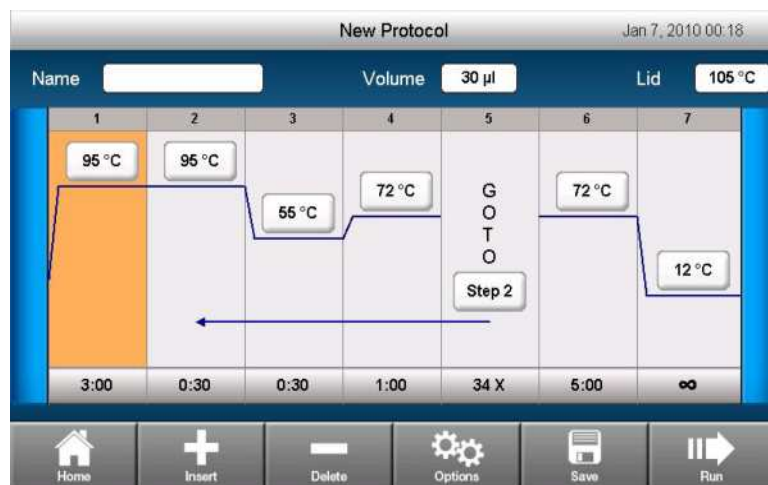 New Protocol Jan 7, 2010 00:18
Name Volume 30 µl Lid 105 °C
1 2 3 4 5 6 7
95 °C 95 °C 55 °C 72 °C GOTO Step 2 72 °C 12 °C
3:00 0:30 0:30 1:00 34 X 5:00 ∞
Home Insert Delete Options Save Run